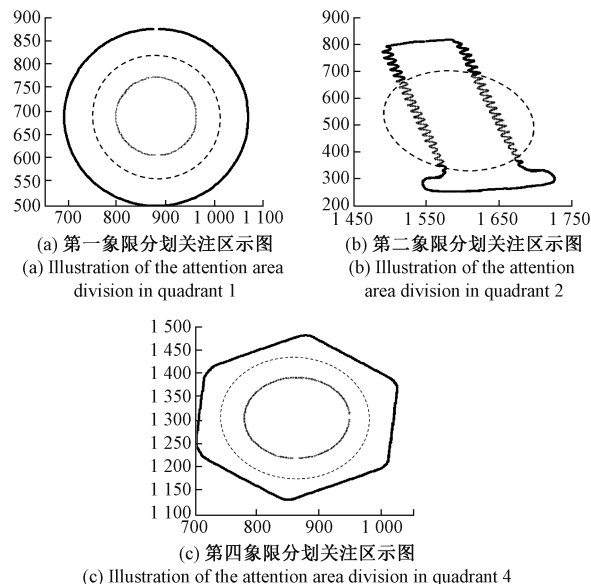 900
850
800
750
700
650
600
550
500
700 800 900 1 000 1 100
(a) 第一象限分划关注区示图
(a) Illustration of the attention area
division in quadrant 1
900
800
700
600
500
400
300
200
1 450 1 550 1 650 1 750
(b) 第二象限分划关注区示图
(b) Illustration of the attention
area division in quadrant 2
1 500
1 450
1 400
1 350
1 300
1 250
1 220
1 170
1 120
1 100
700 800 900 1 000
(c) 第四象限分划关注区示图
(c) Illustration of the attention area division in quadrant 4